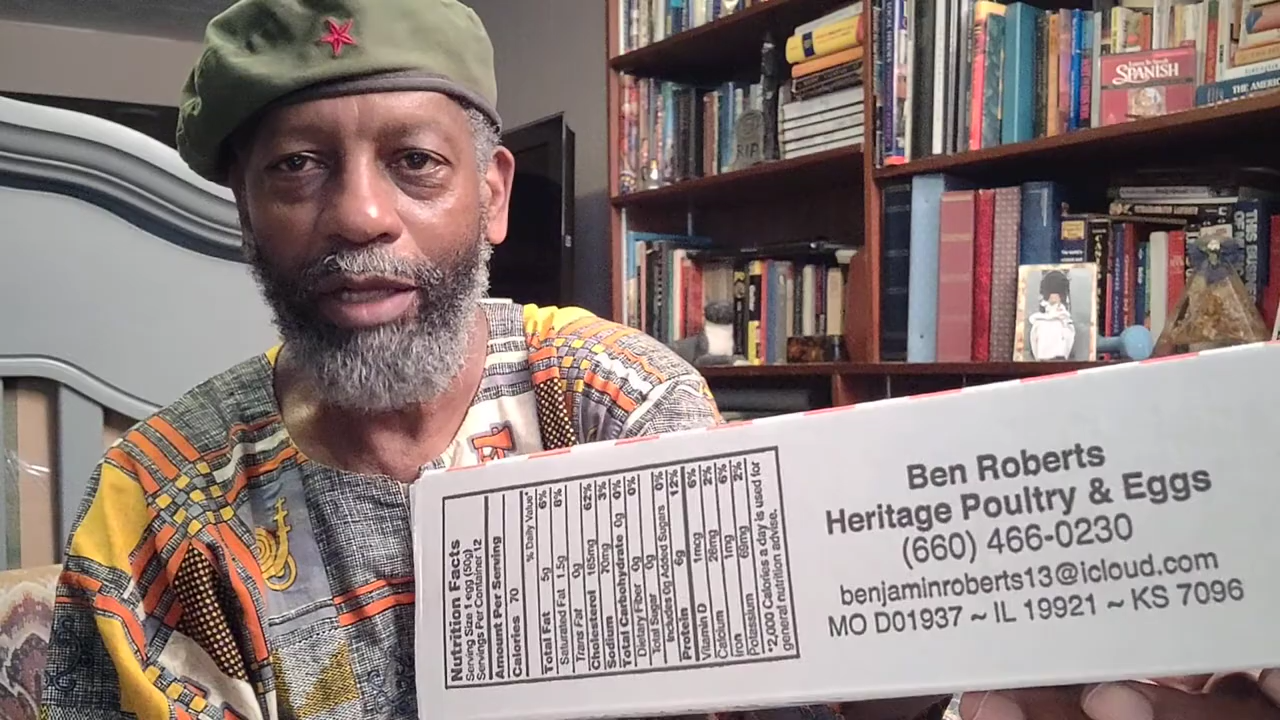 Nutrition Facts
Serving Size 1 egg (50g)
Servings Per Container 12
Amount Per Serving
Calories 70
% Daily Value*
Total Fat 5g 6%
Saturated Fat 1.5g 8%
Trans Fat 0g
Cholesterol 185mg 62%
Sodium 70mg 3%
Total Carbohydrate 0g 0%
Dietary Fiber 0g 0%
Total Sugar 0g
Includes 0g Added Sugars 0%
Protein 6g 12%
Vitamin D 1mcg 6%
Calcium 28mg 2%
Iron 1mg 6%
Potassium 69mg 2%
*2,000 Calories a day is used for
general nutrition advise.
Ben Roberts
Heritage Poultry & Eggs
(660) 466-0230
benjaminroberts13@icloud.com
MO D01937 ~ IL 19921 ~ KS 7096
SPANISH
RIP